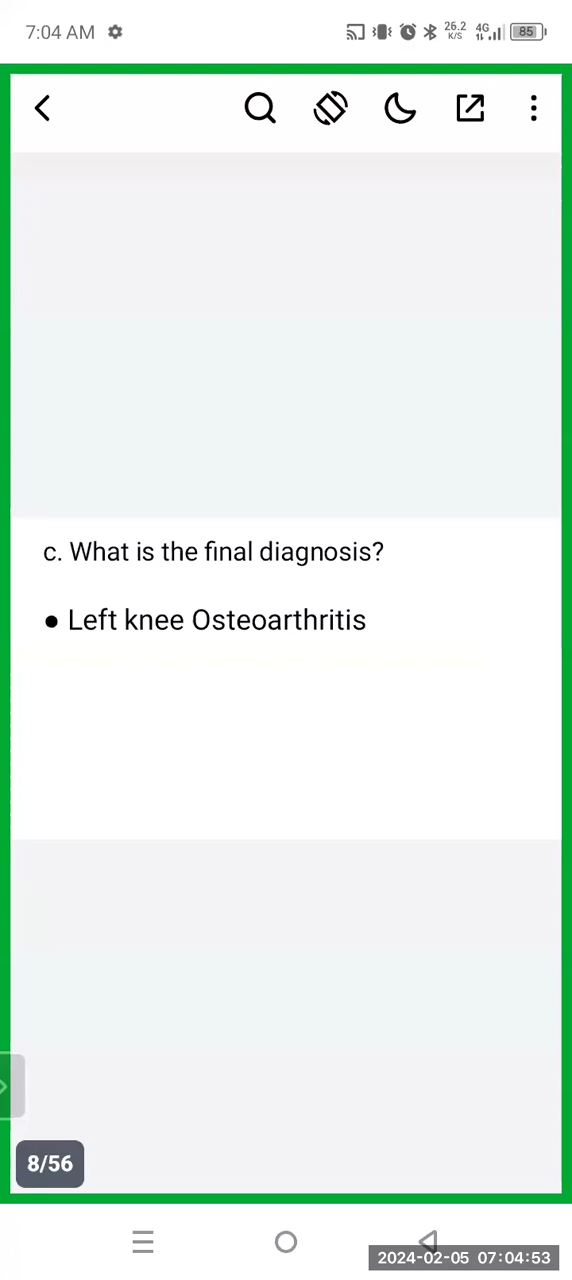 7:04 AM
26.2
K/S
4G
85
c. What is the final diagnosis?
● Left knee Osteoarthritis
8/56
2024-02-05 07:04:53